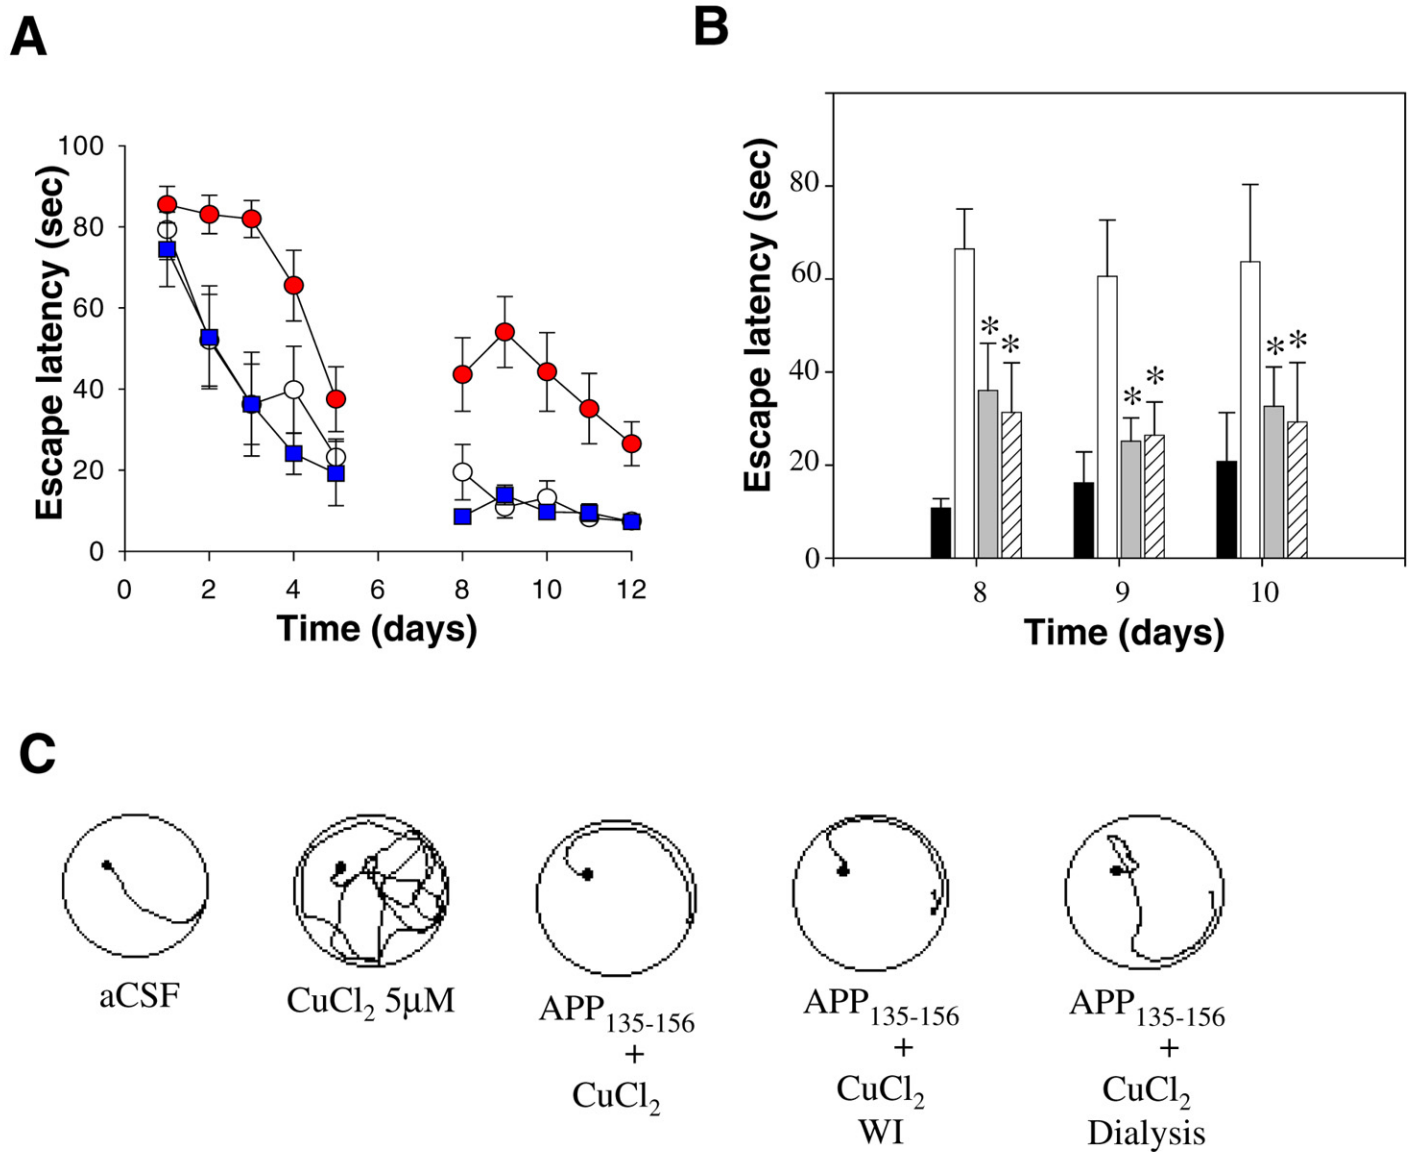 A
B
Escape latency (sec)
100
80
60
40
20
0
0 2 4 6 8 10 12
Time (days)
Escape latency (sec)
80
60
40
20
0
* *
* *
* *
8 9 10
Time (days)
C
aCSF
CuCl₂ 5μM
APP₁₃₅₋₁₅₆
+
CuCl₂
APP₁₃₅₋₁₅₆
+
CuCl₂
WI
APP₁₃₅₋₁₅₆
+
CuCl₂
Dialysis